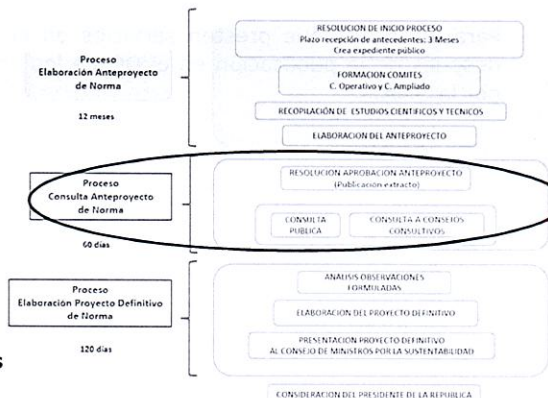 Proceso
Elaboración Anteproyecto
de Norma
12 meses
RESOLUCION DE INICIO PROCESO
Plazo recepción de antecedentes: 3 Meses
Crea expediente público
FORMACION COMITES
C. Operativo y C. Ampliado
RECOPILACION DE ESTUDIOS CIENTIFICOS Y TECNICOS
ELABORACION DEL ANTEPROYECTO
Proceso
Consulta Anteproyecto
de Norma
60 días
RESOLUCION APROBACION ANTEPROYECTO
(Publicación extracto)
CONSULTA
PUBLICA
CONSULTA A CONSEJOS
CONSULTIVOS
Proceso
Elaboración Proyecto Definitivo
de Norma
120 días
ANALISIS OBSERVACIONES
FORMULADAS
ELABORACION DEL PROYECTO DEFINITIVO
PRESENTACION PROYECTO DEFINITIVO
AL CONSEJO DE MINISTROS POR LA SUSTENTABILIDAD
CONSIDERACION DEL PRESIDENTE DE LA REPUBLICA